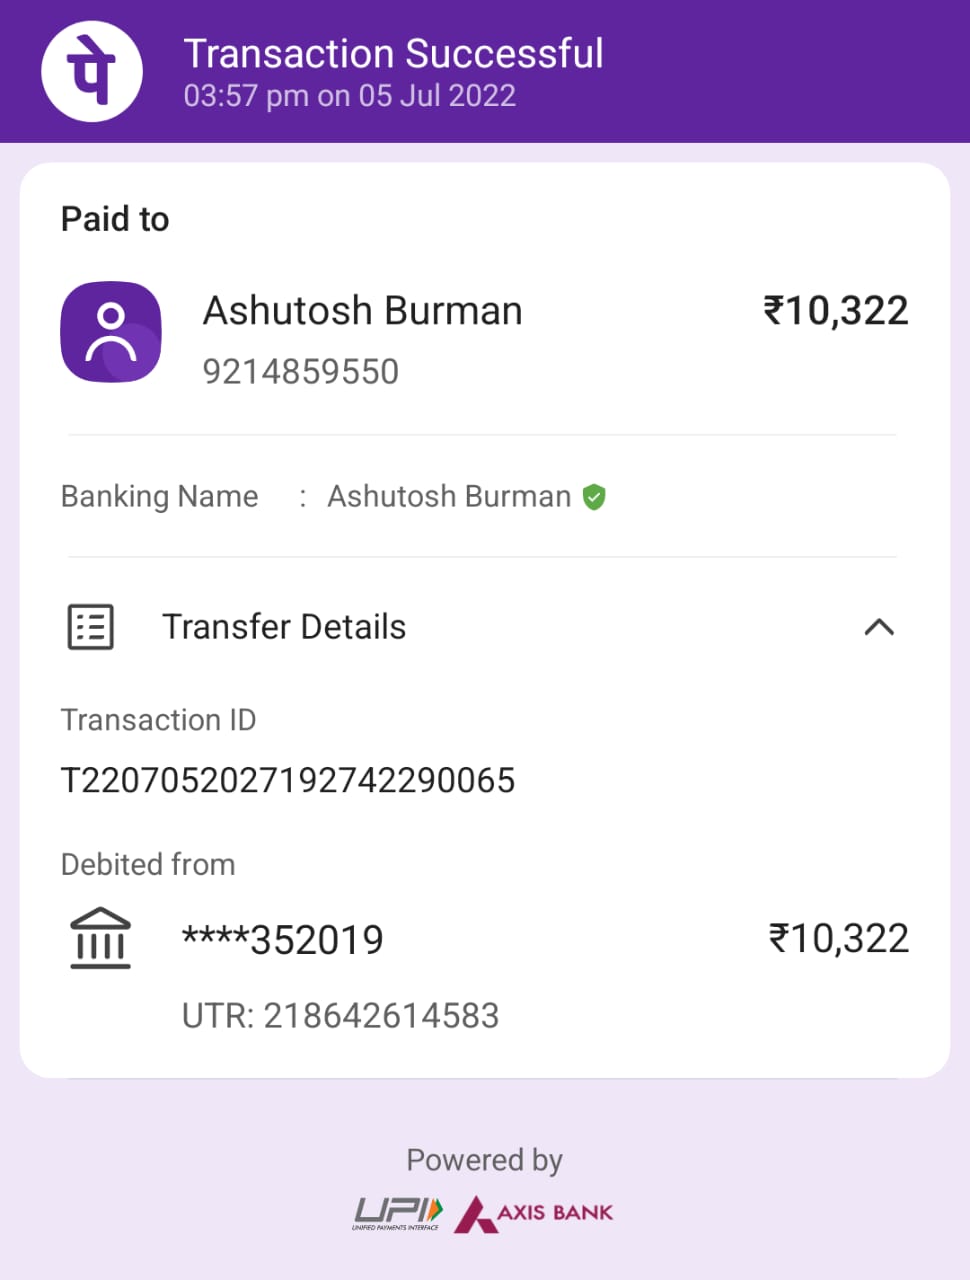 पे
Transaction Successful
03:57 pm on 05 Jul 2022
Paid to
Ashutosh Burman ₹10,322
9214859550
Banking Name : Ashutosh Burman
Transfer Details
Transaction ID
T2207052027192742290065
Debited from
****352019 ₹10,322
UTR: 218642614583
Powered by
UPI AXIS BANK
UNIFIED PAYMENTS INTERFACE